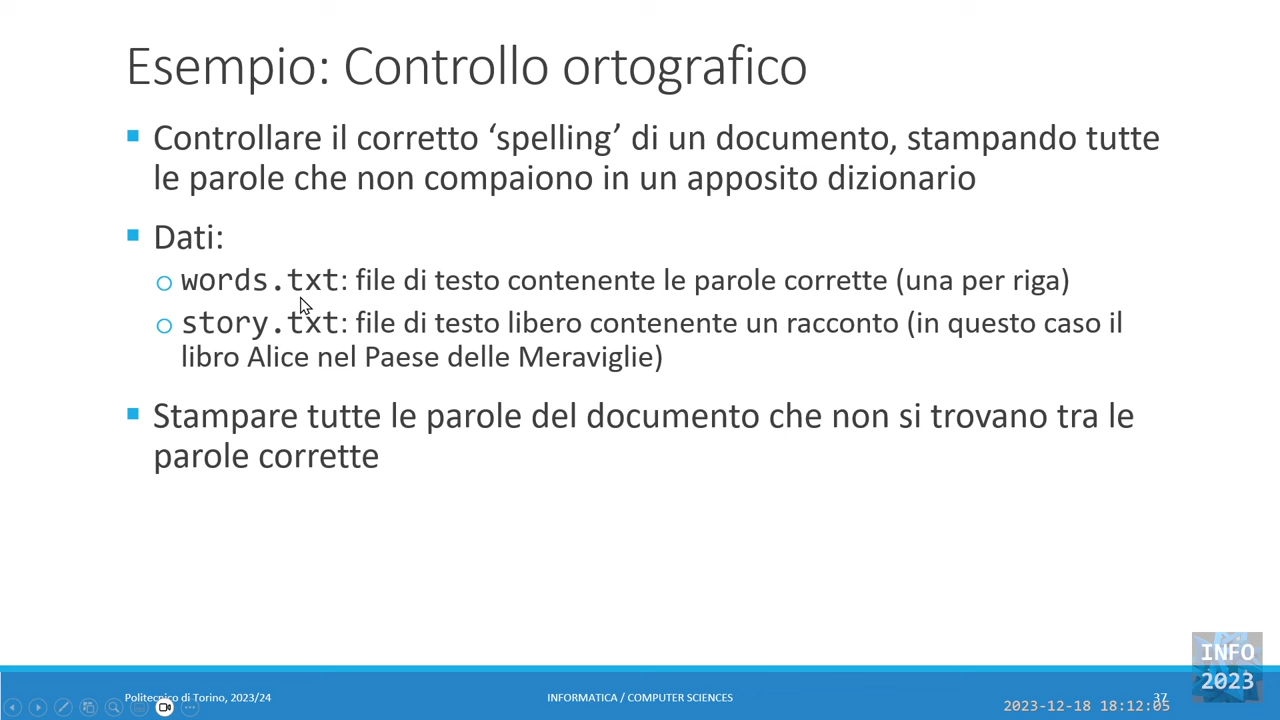 Esempio: Controllo ortografico
Controllare il corretto ‘spelling’ di un documento, stampando tutte
le parole che non compaiono in un apposito dizionario
Dati:
words.txt: file di testo contenente le parole corrette (una per riga)
story.txt: file di testo libero contenente un racconto (in questo caso il
libro Alice nel Paese delle Meraviglie)
Stampare tutte le parole del documento che non si trovano tra le
parole corrette
INFO
2023
Politecnico di Torino, 2023/24
INFORMATICA / COMPUTER SCIENCES
37
2023-12-18 18:12:05